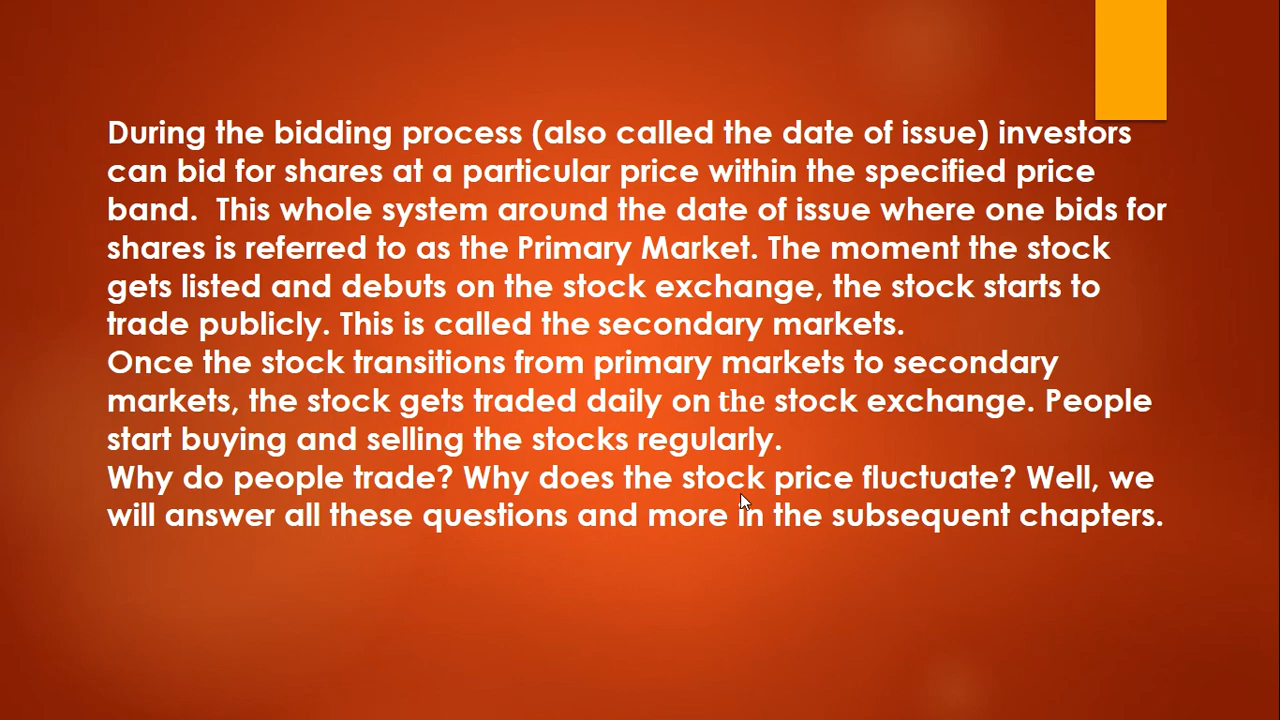 During the bidding process (also called the date of issue) investors
can bid for shares at a particular price within the specified price
band.  This whole system around the date of issue where one bids for
shares is referred to as the Primary Market. The moment the stock
gets listed and debuts on the stock exchange, the stock starts to
trade publicly. This is called the secondary markets.
Once the stock transitions from primary markets to secondary
markets, the stock gets traded daily on the stock exchange. People
start buying and selling the stocks regularly.
Why do people trade? Why does the stock price fluctuate? Well, we
will answer all these questions and more in the subsequent chapters.